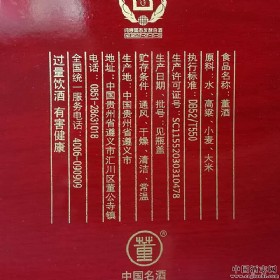 食品名称：董酒
原料：水、高粱、小麦、大米
执行标准：DB52/T550
生产许可证号：SC11552030310478
生产日期、批号：见瓶盖
贮存条件：通风、干燥、清洁、常温
生产地：中国贵州省遵义市
地址：中国贵州省遵义市汇川区董公寺镇
电话：0851-28631018
全国统一服务电话：4006-090909
过量饮酒 有害健康
董
中国名酒